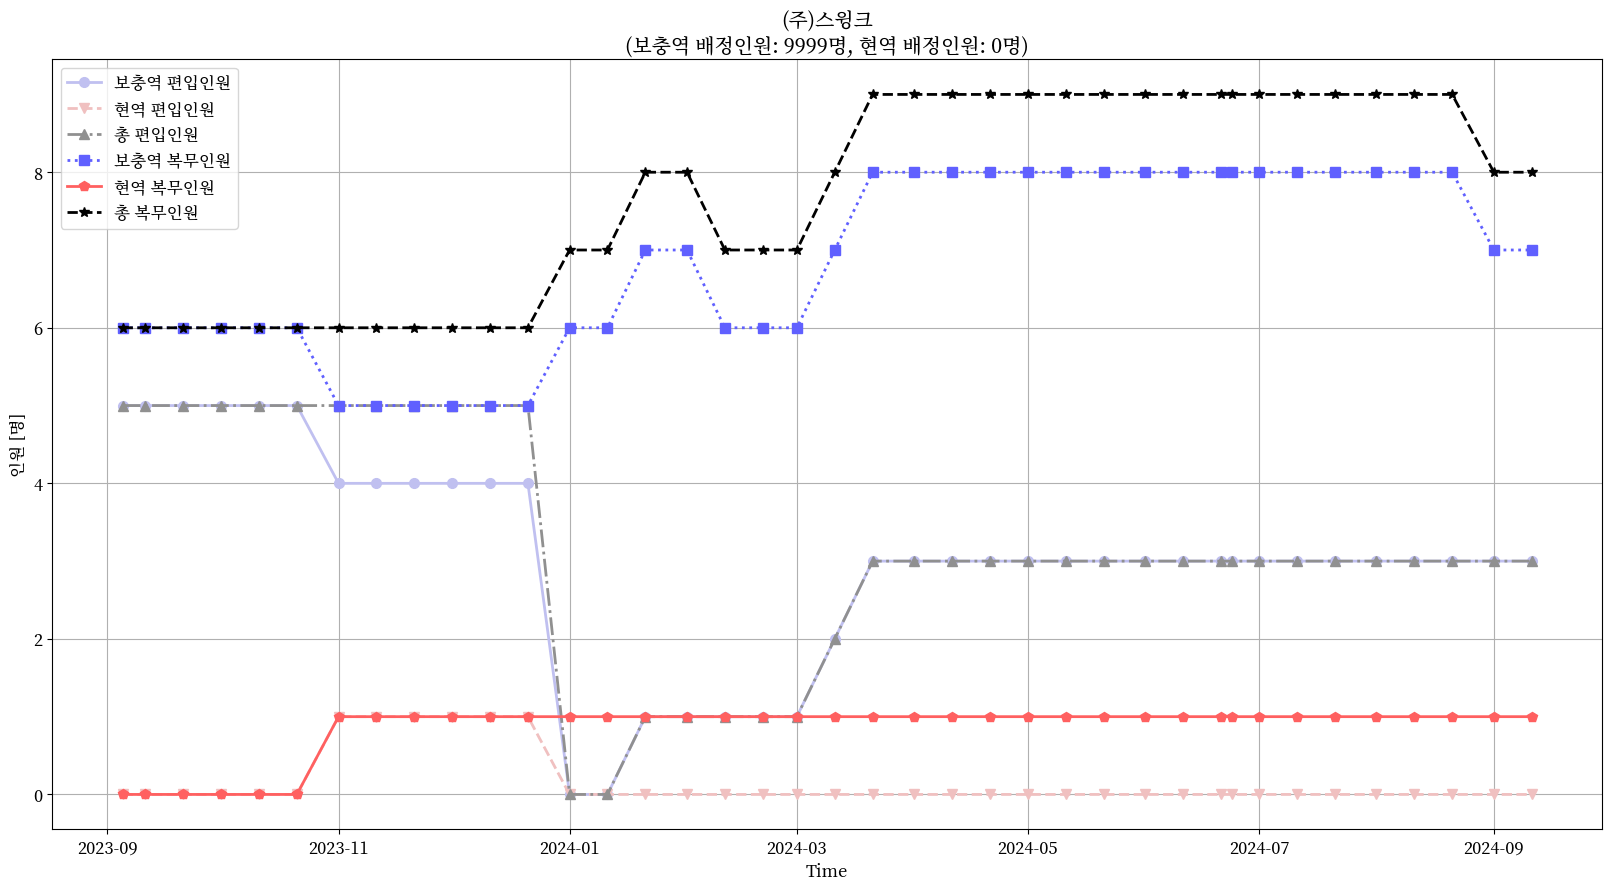 (주)스윙크
(보충역 배정인원: 9999명, 현역 배정인원: 0명)
보충역 편입인원
현역 편입인원
총 편입인원
보충역 복무인원
현역 복무인원
총 복무인원
인원 [명]
8
6
4
2
0
2023-09
2023-11
2024-01
2024-03
2024-05
2024-07
2024-09
Time